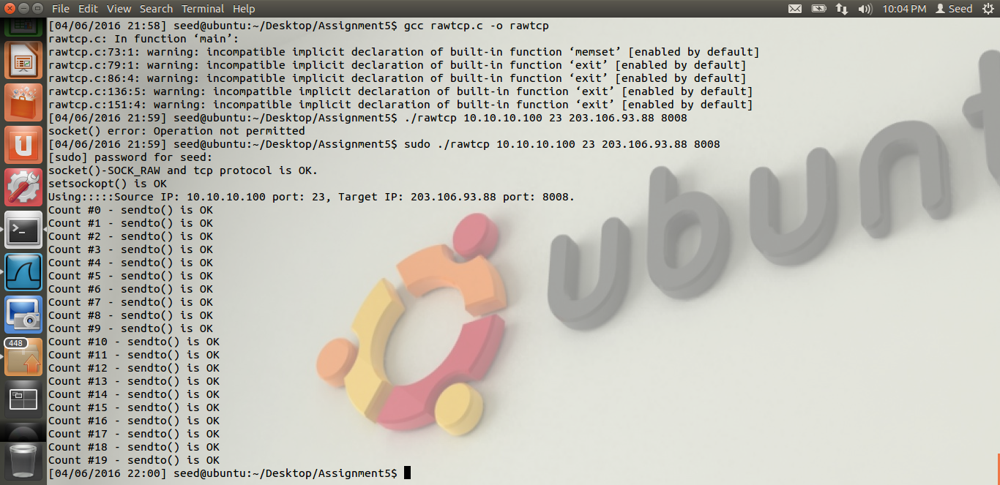 File Edit View Search Terminal Help 10:04 PM Seed
[04/06/2016 21:58] seed@ubuntu:~/Desktop/Assignment5$ gcc rawtcp.c -o rawtcp
rawtcp.c: In function ‘main’:
rawtcp.c:73:1: warning: incompatible implicit declaration of built-in function ‘memset’ [enabled by default]
rawtcp.c:79:1: warning: incompatible implicit declaration of built-in function ‘exit’ [enabled by default]
rawtcp.c:86:4: warning: incompatible implicit declaration of built-in function ‘exit’ [enabled by default]
rawtcp.c:136:5: warning: incompatible implicit declaration of built-in function ‘exit’ [enabled by default]
rawtcp.c:151:4: warning: incompatible implicit declaration of built-in function ‘exit’ [enabled by default]
[04/06/2016 21:59] seed@ubuntu:~/Desktop/Assignment5$ ./rawtcp 10.10.10.100 23 203.106.93.88 8008
socket() error: Operation not permitted
[04/06/2016 21:59] seed@ubuntu:~/Desktop/Assignment5$ sudo ./rawtcp 10.10.10.100 23 203.106.93.88 8008
[sudo] password for seed:
socket()-SOCK_RAW and tcp protocol is OK.
setsockopt() is OK
Using:::::Source IP: 10.10.10.100 port: 23, Target IP: 203.106.93.88 port: 8008.
Count #0 - sendto() is OK
Count #1 - sendto() is OK
Count #2 - sendto() is OK
Count #3 - sendto() is OK
Count #4 - sendto() is OK
Count #5 - sendto() is OK
Count #6 - sendto() is OK
Count #7 - sendto() is OK
Count #8 - sendto() is OK
Count #9 - sendto() is OK
Count #10 - sendto() is OK
Count #11 - sendto() is OK
Count #12 - sendto() is OK
Count #13 - sendto() is OK
Count #14 - sendto() is OK
Count #15 - sendto() is OK
Count #16 - sendto() is OK
Count #17 - sendto() is OK
Count #18 - sendto() is OK
Count #19 - sendto() is OK
[04/06/2016 22:00] seed@ubuntu:~/Desktop/Assignment5$
448
ubunt